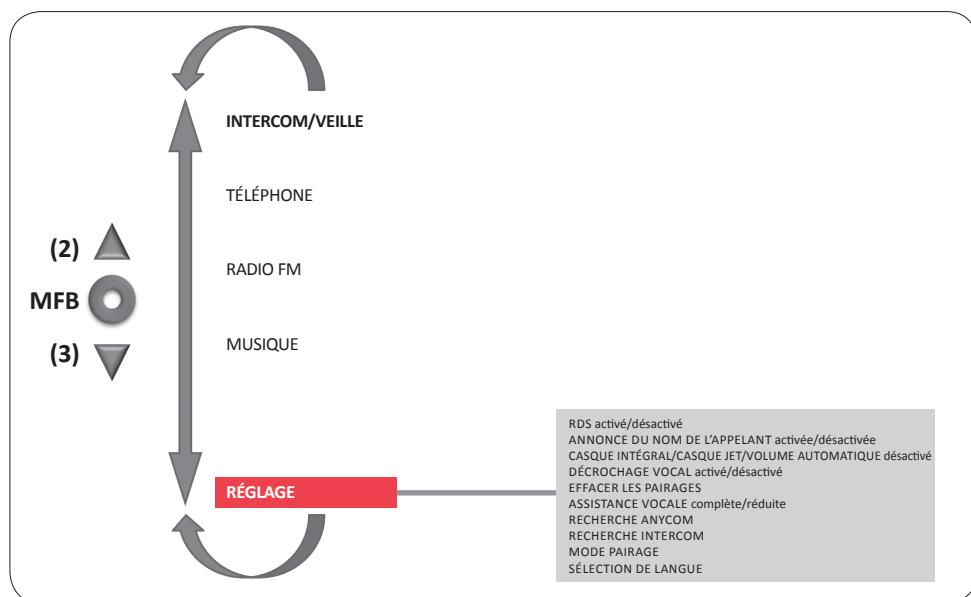 INTERCOM/VEILLE
TÉLÉPHONE
(2)
RADIO FM
MFB
MUSIQUE
(3)
RÉGLAGE
RDS activé/désactivé
ANNONCE DU NOM DE L'APPELANT activée/désactivée
CASQUE INTÉGRAL/CASQUE JET/VOLUME AUTOMATIQUE désactivé
DÉCROCHAGE VOCAL activé/désactivé
EFFACER LES PAIRAGES
ASSISTANCE VOCALE complète/réduite
RECHERCHE ANYCOM
RECHERCHE INTERCOM
MODE PAIRAGE
SÉLECTION DE LANGUE